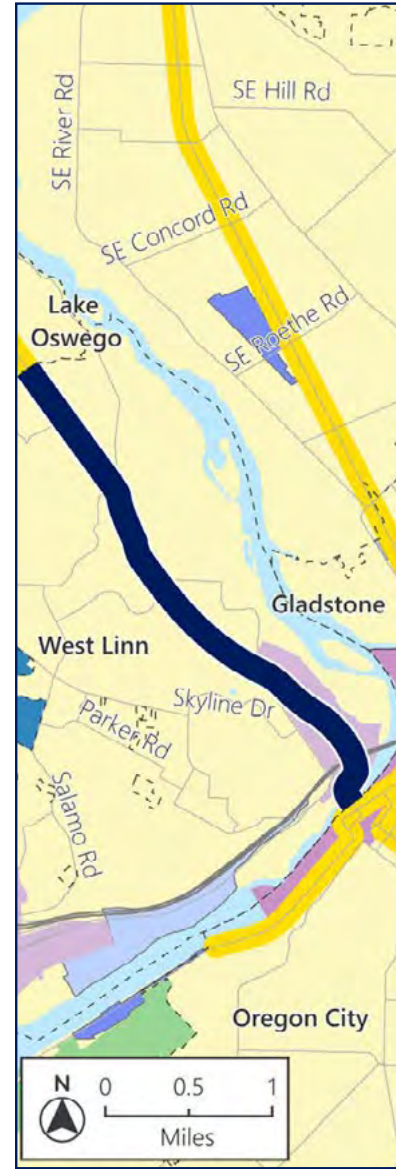 SE River Rd
SE Hill Rd
SE Concord Rd
Lake
Oswego
SE Roethe Rd
Gladstone
West Linn
Skyline Dr
Parker Rd
Salamo Rd
Oregon City
N
0 0.5 1
Miles